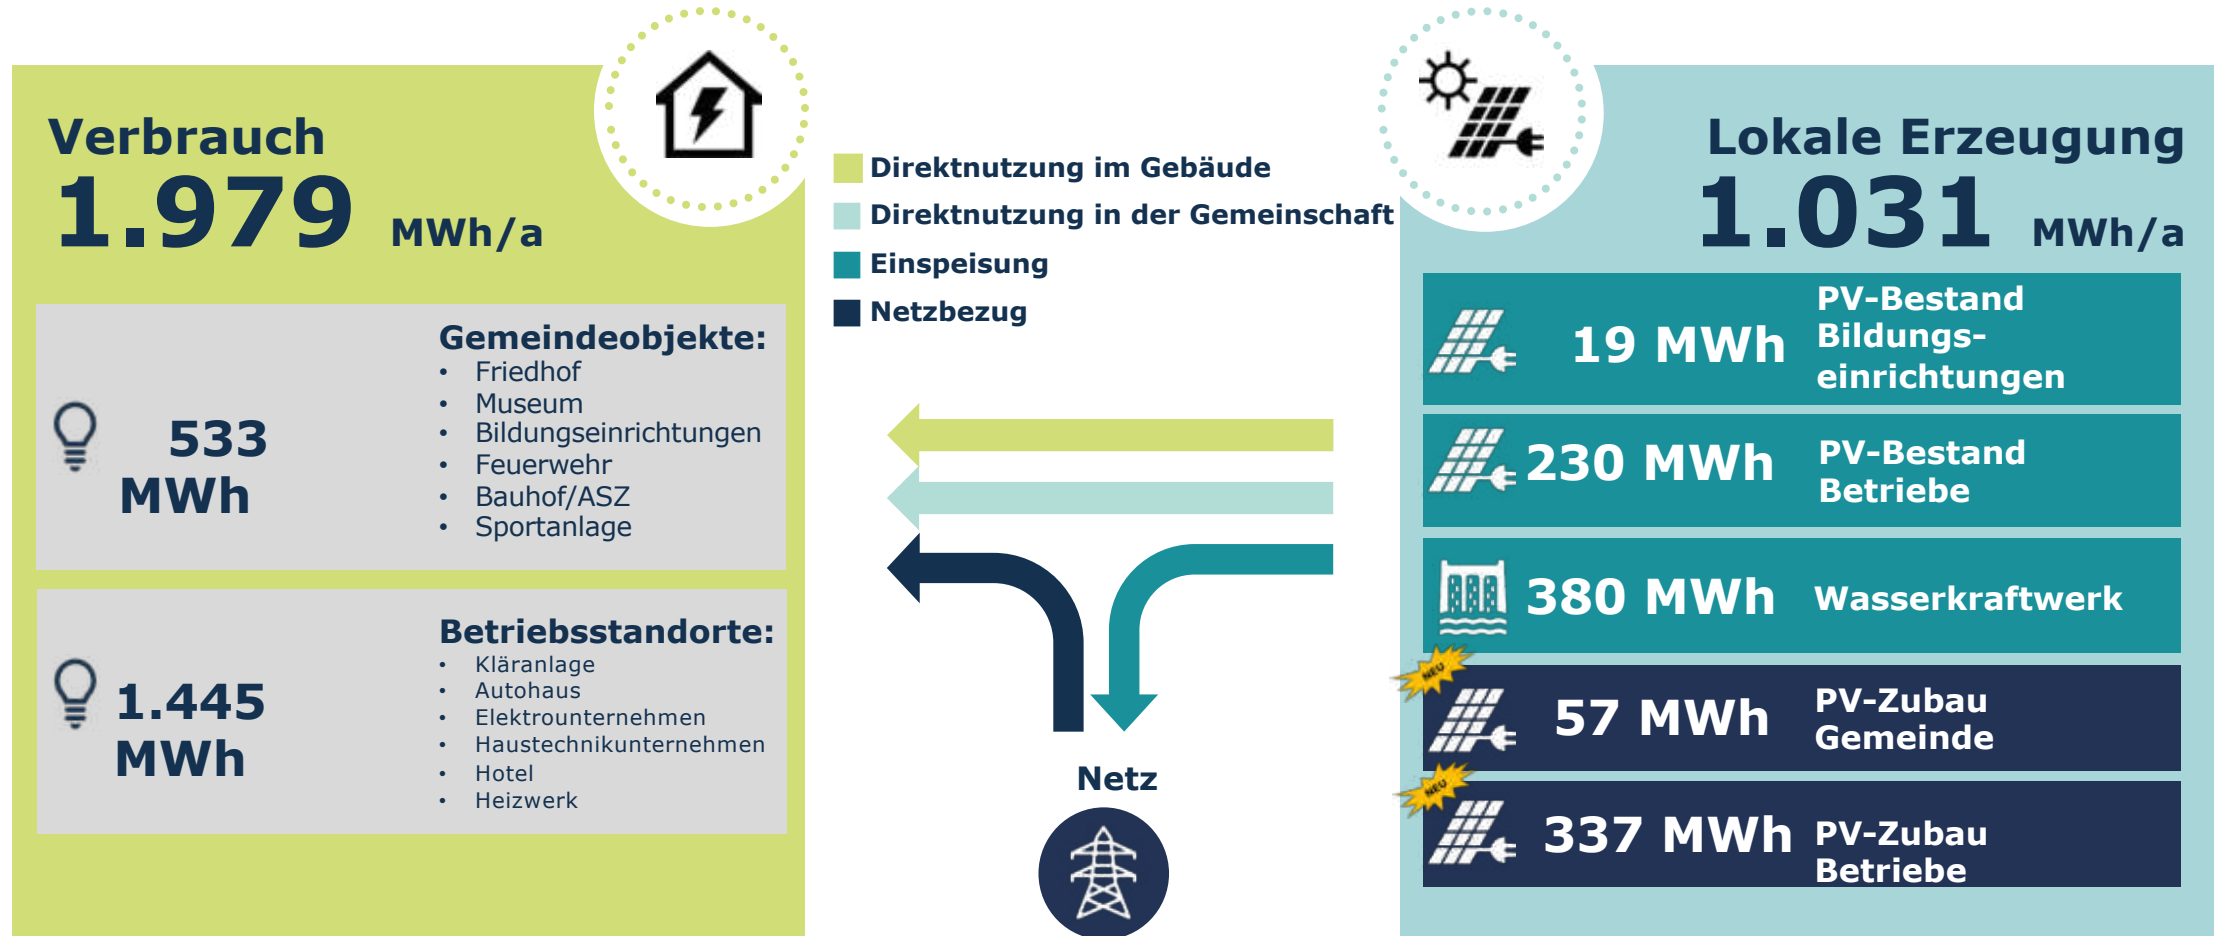 Verbrauch
1.979 MWh/a
Gemeindeobjekte:
• Friedhof
• Museum
• Bildungseinrichtungen
• Feuerwehr
• Bauhof/ASZ
• Sportanlage
533
MWh
Betriebsstandorte:
• Kläranlage
• Autohaus
• Elektrounternehmen
• Haustechnikunternehmen
• Hotel
• Heizwerk
1.445
MWh
Direktnutzung im Gebäude
Direktnutzung in der Gemeinschaft
Einspeisung
Netzbezug
Netz
Lokale Erzeugung
1.031 MWh/a
19 MWh
PV-Bestand
Bildungs-
einrichtungen
230 MWh
PV-Bestand
Betriebe
380 MWh
Wasserkraftwerk
NEU
57 MWh
PV-Zubau
Gemeinde
NEU
337 MWh
PV-Zubau
Betriebe